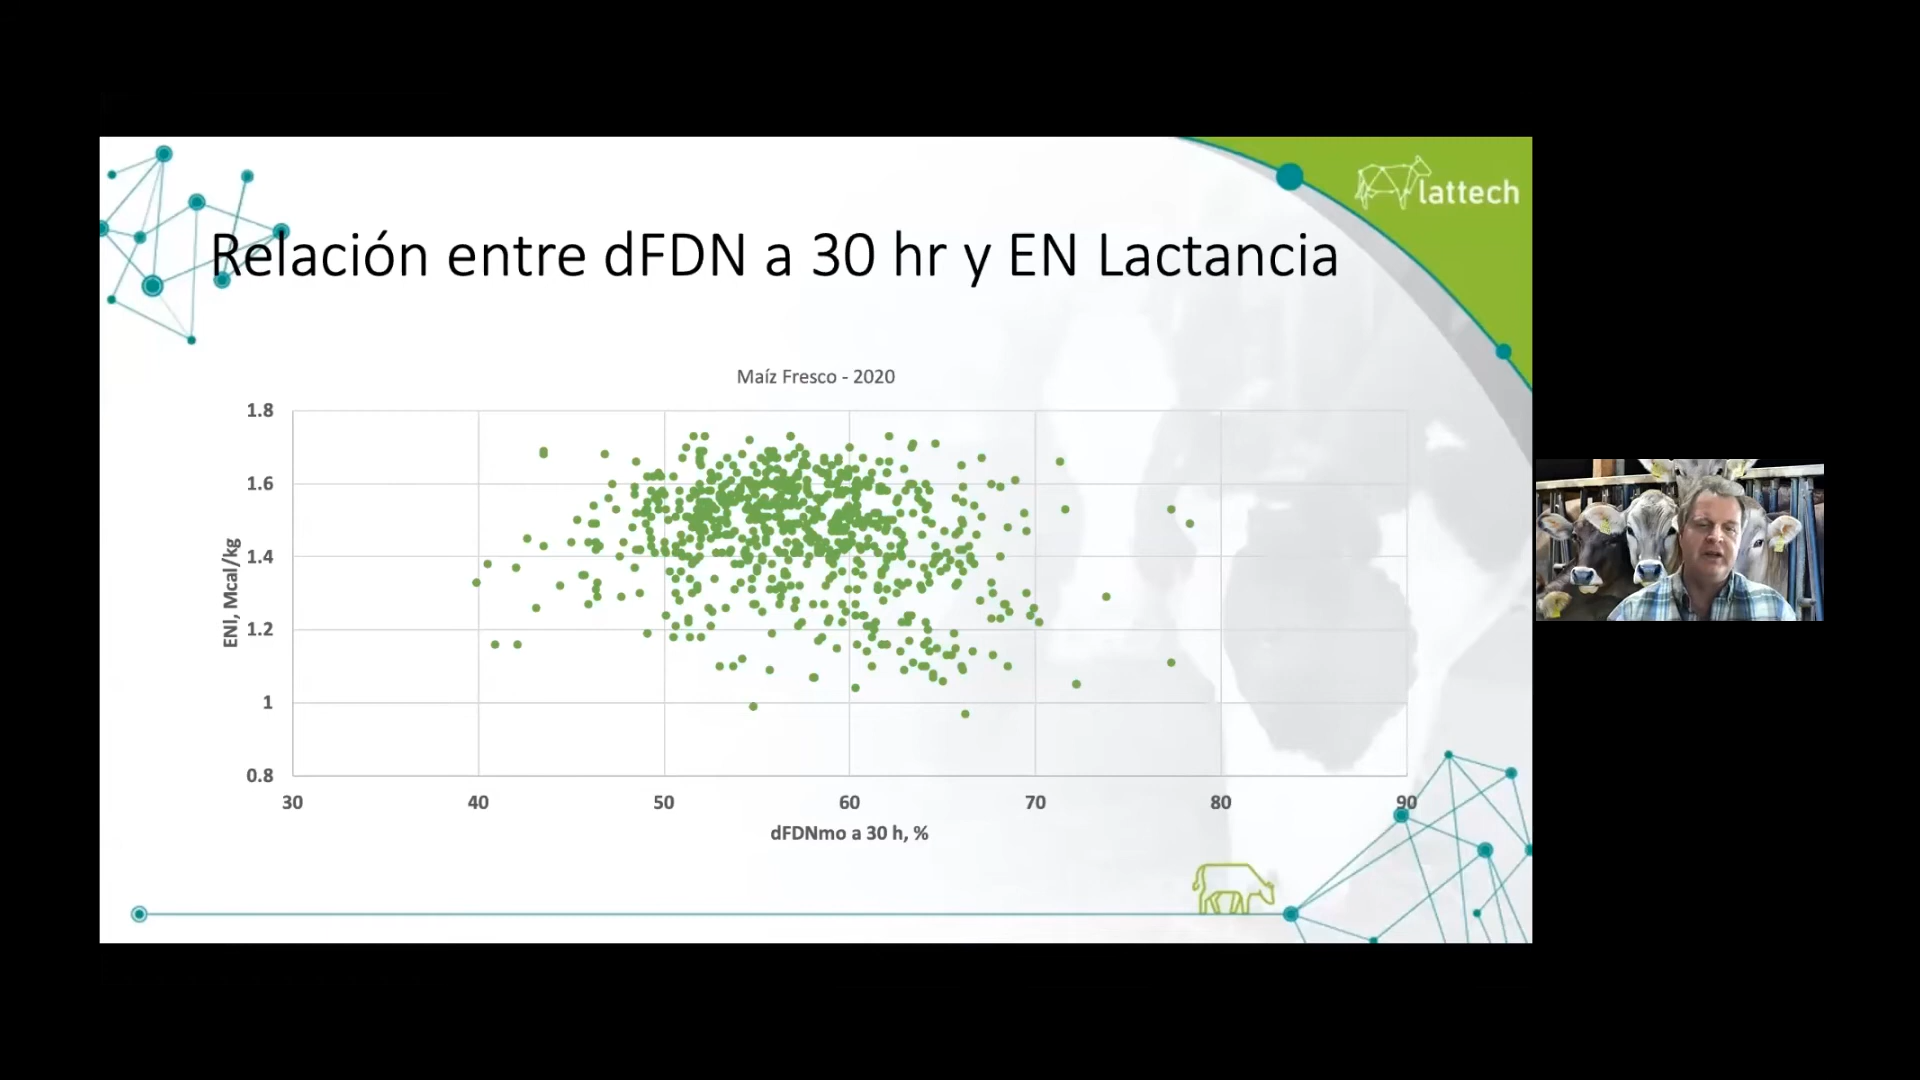 lattech
Relación entre dFDN a 30 hr y EN Lactancia
Maíz Fresco - 2020
1.8
1.6
1.4
1.2
1
0.8
ENl, Mcal/kg
30 40 50 60 70 80 90
dFDNmo a 30 h, %